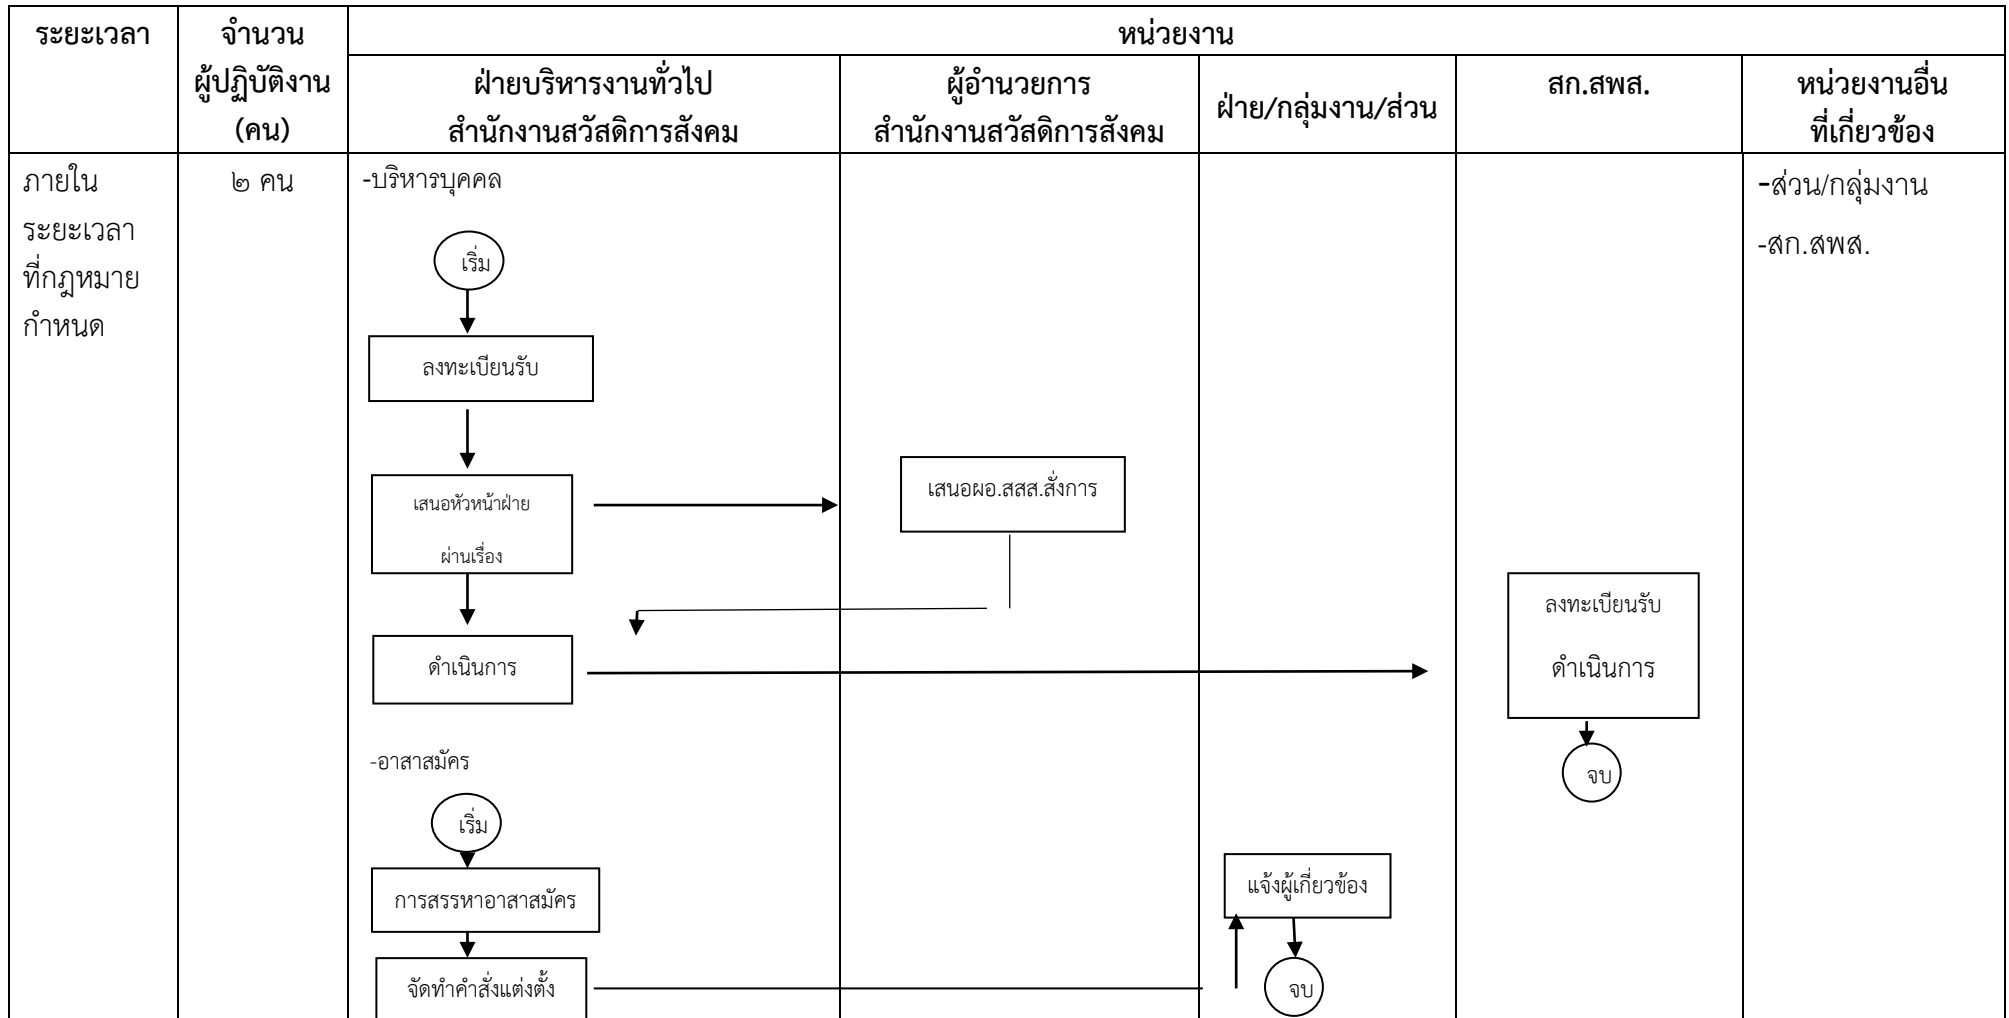 ระยะเวลา
จำนวน
ผู้ปฏิบัติงาน
(คน)
หน่วยงาน
ฝ่ายบริหารงานทั่วไป
สำนักงานสวัสดิการสังคม
ผู้อำนวยการ
สำนักงานสวัสดิการสังคม
ฝ่าย/กลุ่มงาน/ส่วน
สก.สพส.
หน่วยงานอื่น
ที่เกี่ยวข้อง
ภายใน
ระยะเวลา
ที่กฎหมาย
กำหนด
๒ คน
-บริหารบุคคล
เริ่ม
ลงทะเบียนรับ
เสนอหัวหน้าฝ่าย
ผ่านเรื่อง
ดำเนินการ
เสนอผอ.สสส.สั่งการ
ลงทะเบียนรับ
ดำเนินการ
จบ
-ส่วน/กลุ่มงาน
-สก.สพส.
-อาสาสมัคร
เริ่ม
การสรรหาอาสาสมัคร
จัดทำคำสั่งแต่งตั้ง
แจ้งผู้เกี่ยวข้อง
จบ